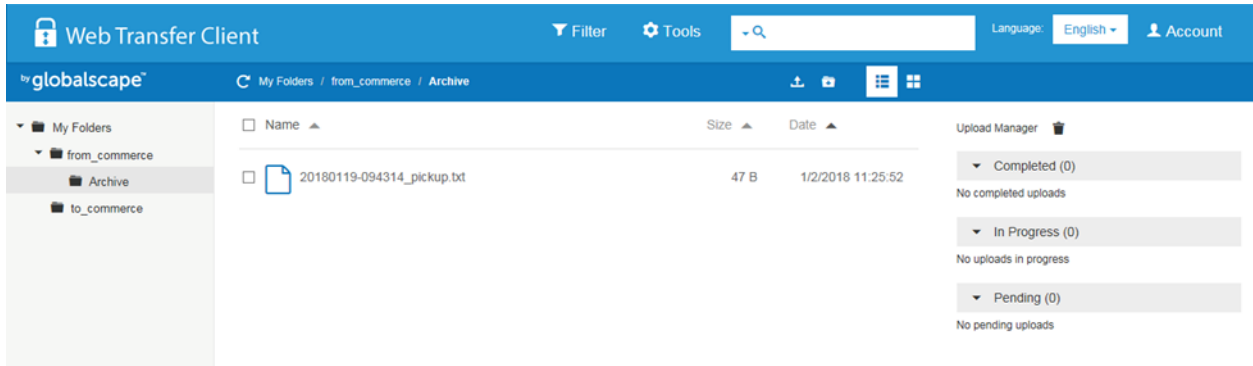 Web Transfer Client
Filter
Tools
Language:
English
Account
by globalscape™
My Folders / from_commerce / Archive
My Folders
from_commerce
Archive
to_commerce
Name
Size
Date
20180119-094314_pickup.txt
47 B
1/2/2018 11:25:52
Upload Manager
Completed (0)
No completed uploads
In Progress (0)
No uploads in progress
Pending (0)
No pending uploads